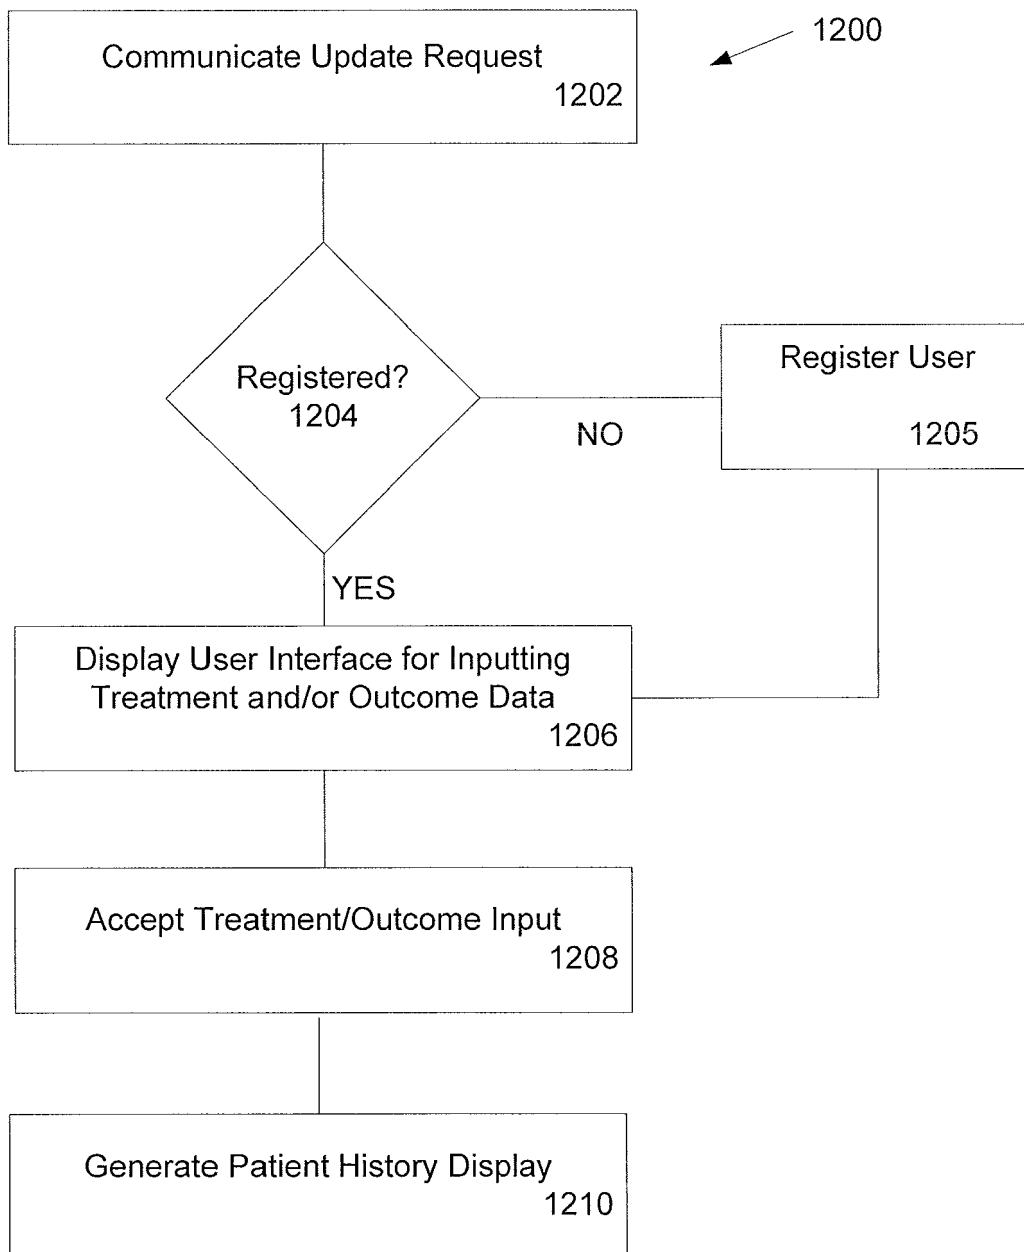 1200
Communicate Update Request
1202
Registered?
1204
NO
Register User
1205
YES
Display User Interface for Inputting
Treatment and/or Outcome Data
1206
Accept Treatment/Outcome Input
1208
Generate Patient History Display
1210